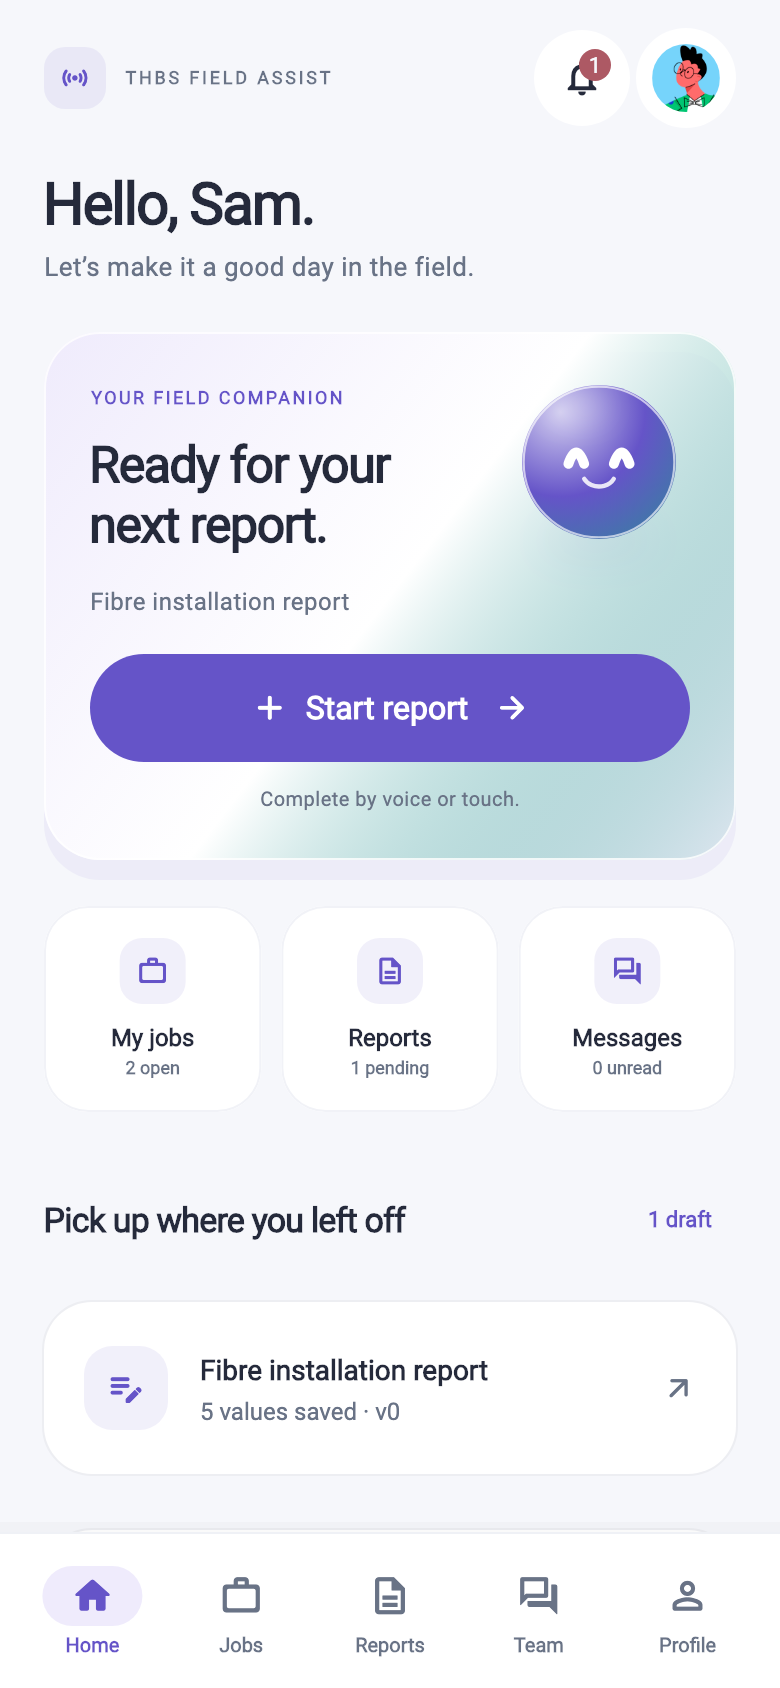 THBS FIELD ASSIST
1
Hello, Sam.
Let’s make it a good day in the field.
YOUR FIELD COMPANION
Ready for your
next report.
Fibre installation report
Start report
Complete by voice or touch.
My jobs
2 open
Reports
1 pending
Messages
0 unread
Pick up where you left off
1 draft
Fibre installation report
5 values saved · v0
Home
Jobs
Reports
Team
Profile